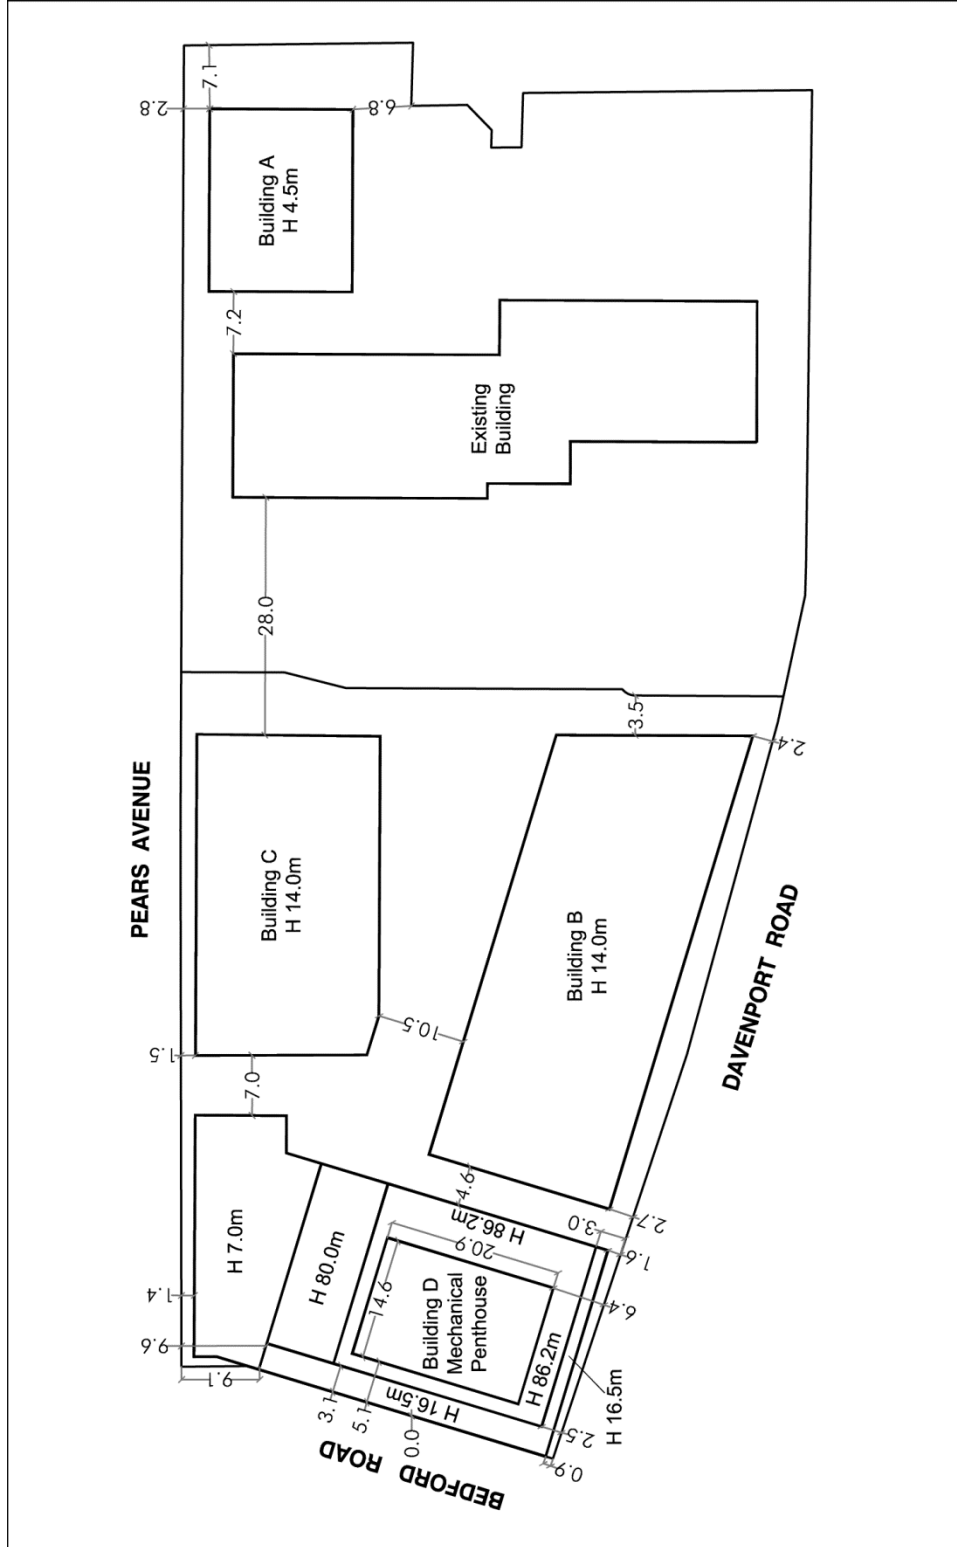 PEARS AVENUE
7.1
2.8
6.8
Building A
H 4.5m
7.2
Existing
Building
28.0
3.5
2.4
Building C
H 14.0m
1.5
7.0
10.5
Building B
H 14.0m
DAVENPORT ROAD
4.6
2.7
3.0
1.6
6.4
H 7.0m
1.4
9.6
9.1
H 80.0m
H 86.2m
20.9
14.6
Building D
Mechanical
Penthouse
H 86.2m
H 16.5m
H 16.5m
3.1
5.1
0.0
2.5
0.9
BEDFORD ROAD